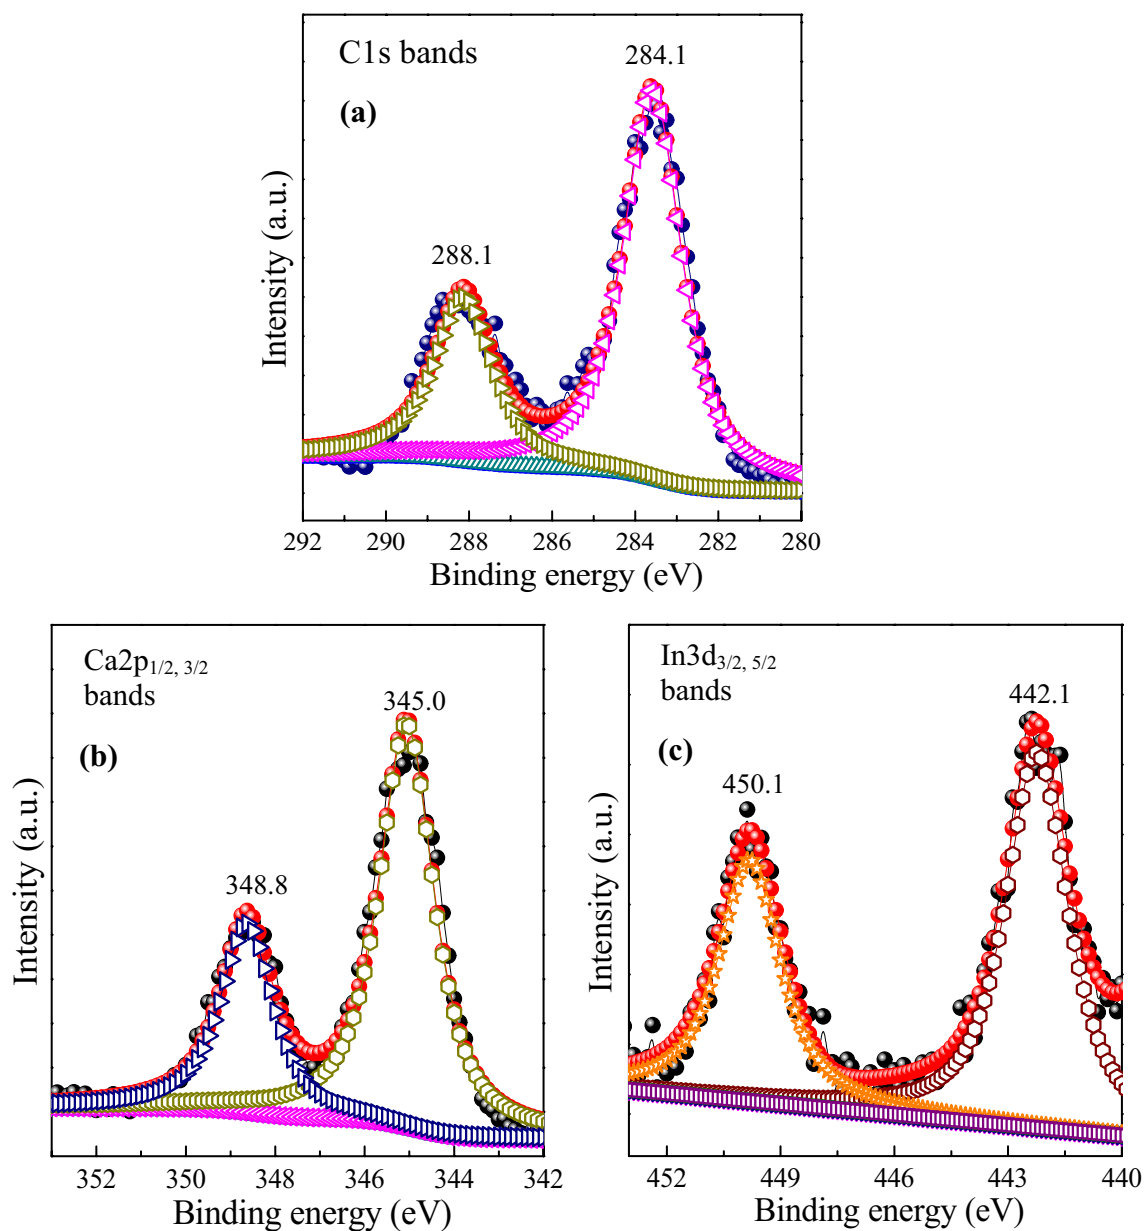 C1s bands
284.1
(a)
288.1
Intensity (a.u.)
292 290 288 286 284 282 280
Binding energy (eV)
Ca2p1/2, 3/2
bands
345.0
(b)
348.8
Intensity (a.u.)
352 350 348 346 344 342
Binding energy (eV)
In3d3/2, 5/2
bands
442.1
(c)
450.1
Intensity (a.u.)
452 449 446 443 440
Binding energy (eV)